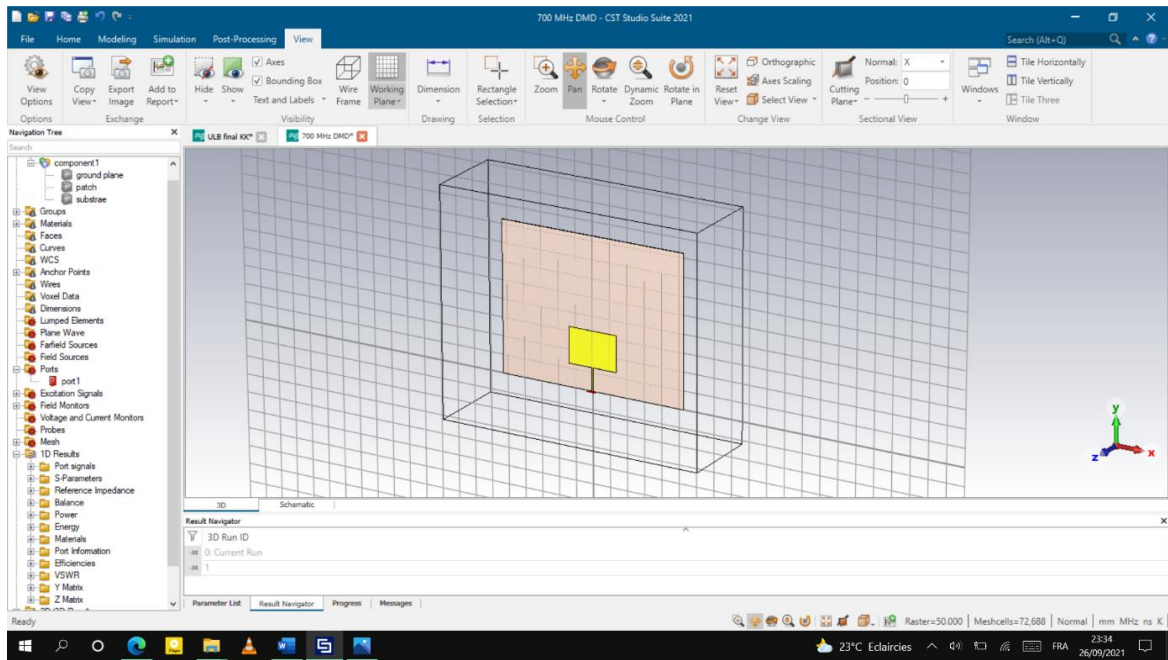 700 MHz DMD - CST Studio Suite 2021
File Home Modeling Simulation Post-Processing View Search (Alt+Q)
View Options
Copy View
Export Image
Add to Report
Hide Show
Axes
Bounding Box
Text and Labels
Wire Frame
Working Plane
Dimension
Rectangle Selection
Zoom Pan Rotate Dynamic Zoom Rotate in Plane
Reset View
Orthographic
Axes Scaling
Select View
Cutting Plane
Normal: X
Position: 0
Windows
Tile Horizontally
Tile Vertically
Tile Three
Options Exchange Visibility Drawing Selection Mouse Control Change View Sectional View Window
Navigation Tree
Search
component1
ground plane
patch
substrae
Groups
Materials
Faces
Curves
WCS
Anchor Points
Wires
Voxel Data
Dimensions
Lumped Elements
Plane Wave
Farfield Sources
Field Sources
Ports
port1
Excitation Signals
Field Monitors
Voltage and Current Monitors
Probes
Mesh
1D Results
Port signals
S-Parameters
Reference Impedance
Balance
Power
Energy
Materials
Port Information
Efficiencies
VSWR
Y Matrix
Z Matrix
ULB final KK* 700 MHz DMD*
y
z x
3D Schematic
Result Navigator
3D Run ID
0: Current Run
1
Parameter List Result Navigator Progress Messages
Ready Raster=50.000 Meshcells=72,688 Normal mm MHz ns K
23°C Eclaircies FRA 23:34
26/09/2021